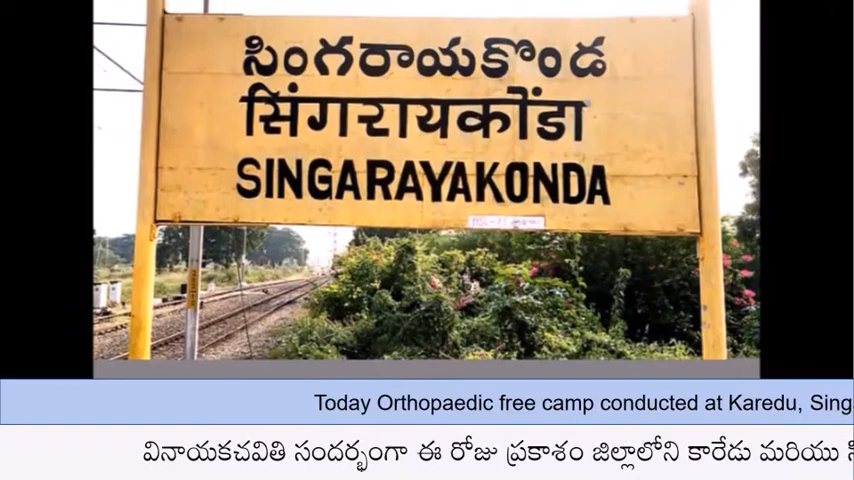 సింగరాయకొండ
सिंगरायकोंडा
SINGARAYAKONDA
Today Orthopaedic free camp conducted at Karedu, Sing
వినాయకచవితి సందర్భంగా ఈ రోజు ప్రకాశం జిల్లాలోని కారేడు మరియు